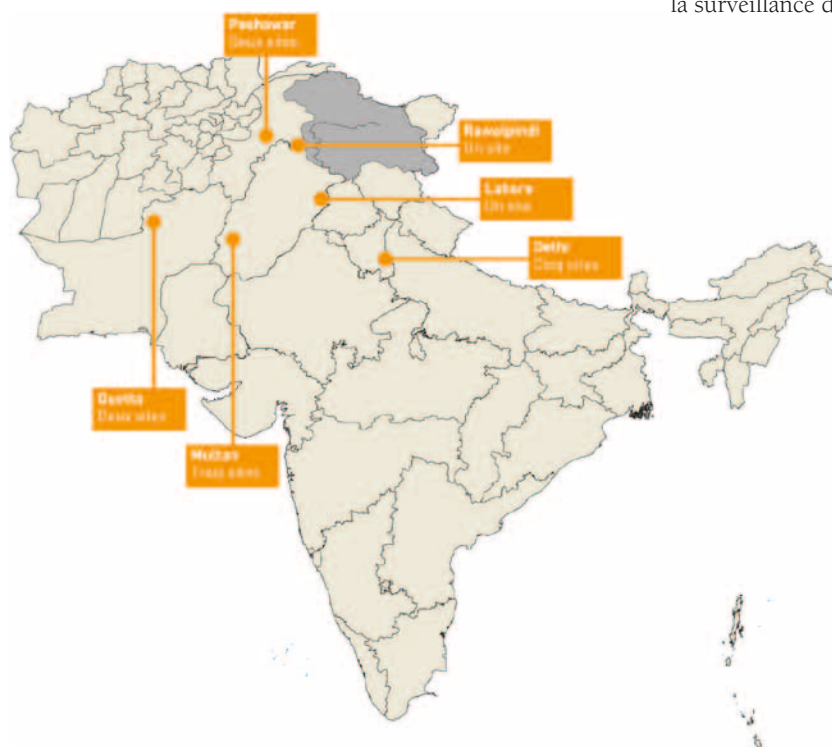 la surveillance d
Peshawar
Deux sites
Rawalpindi
Un site
Lahore
Un site
Delhi
Cinq sites
Quetta
Deux sites
Multan
Trois sites